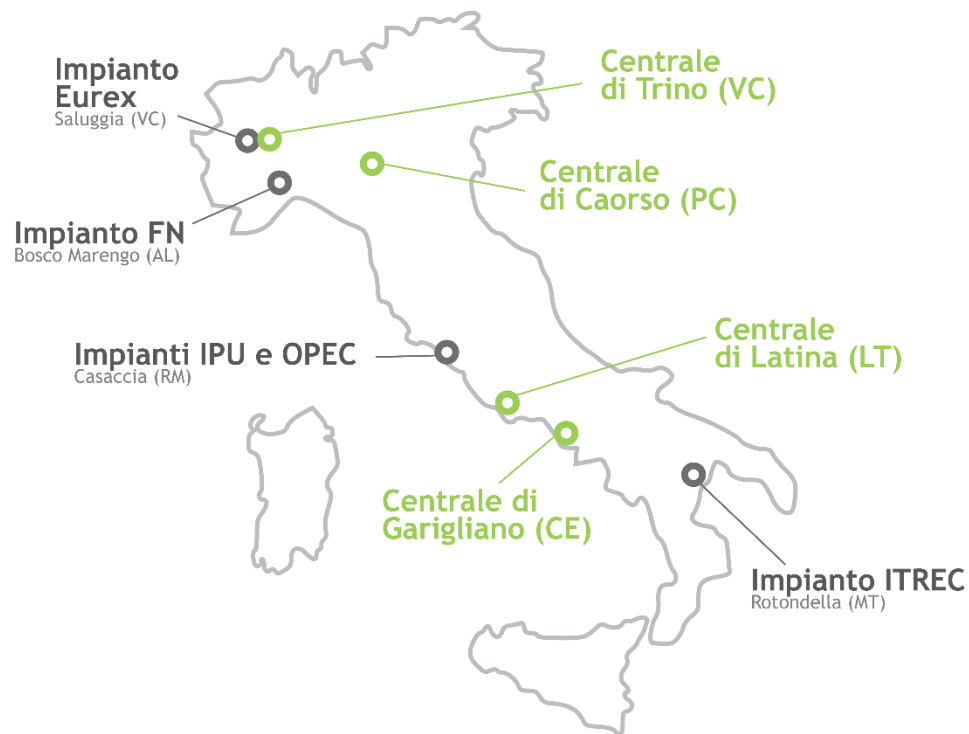 Impianto
Eurex
Saluggia (VC)
Centrale
di Trino (VC)
Centrale
di Caorso (PC)
Impianto FN
Bosco Marengo (AL)
Centrale
di Latina (LT)
Impianti IPU e OPEC
Casaccia (RM)
Centrale di
Garigliano (CE)
Impianto ITREC
Rotondella (MT)